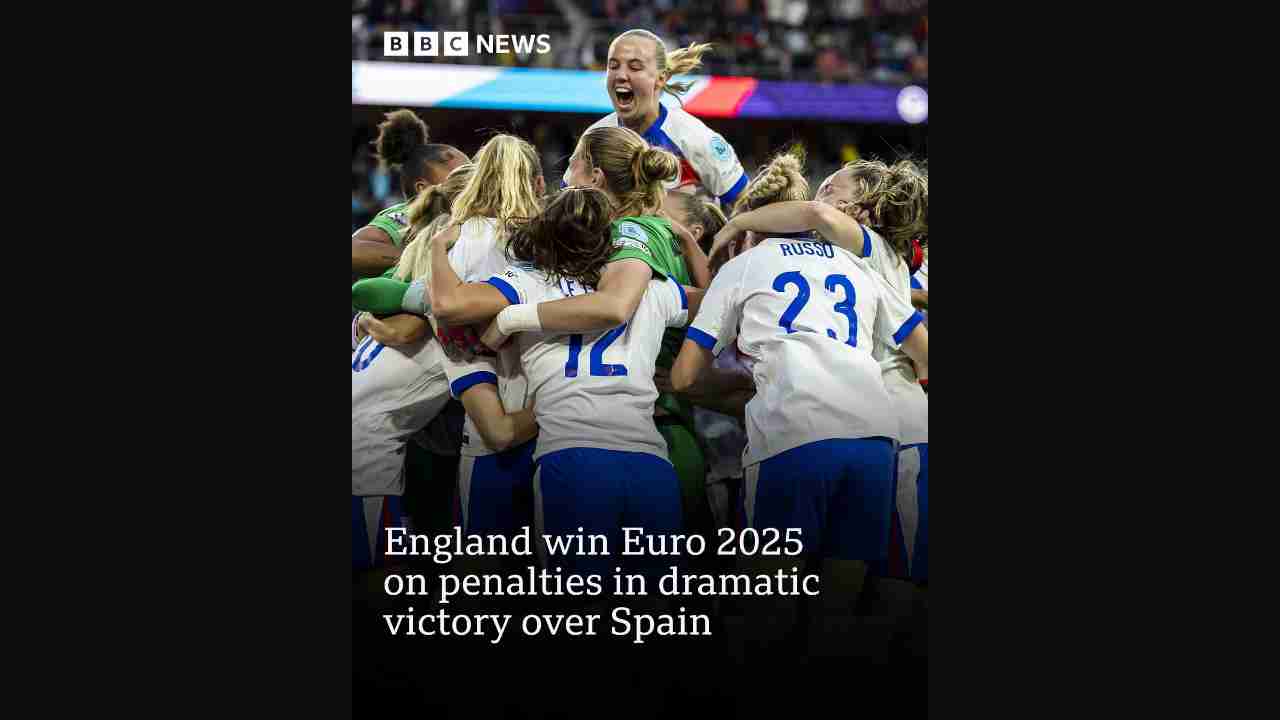 BBC NEWS
RUSSO
23
12
England win Euro 2025
on penalties in dramatic
victory over Spain